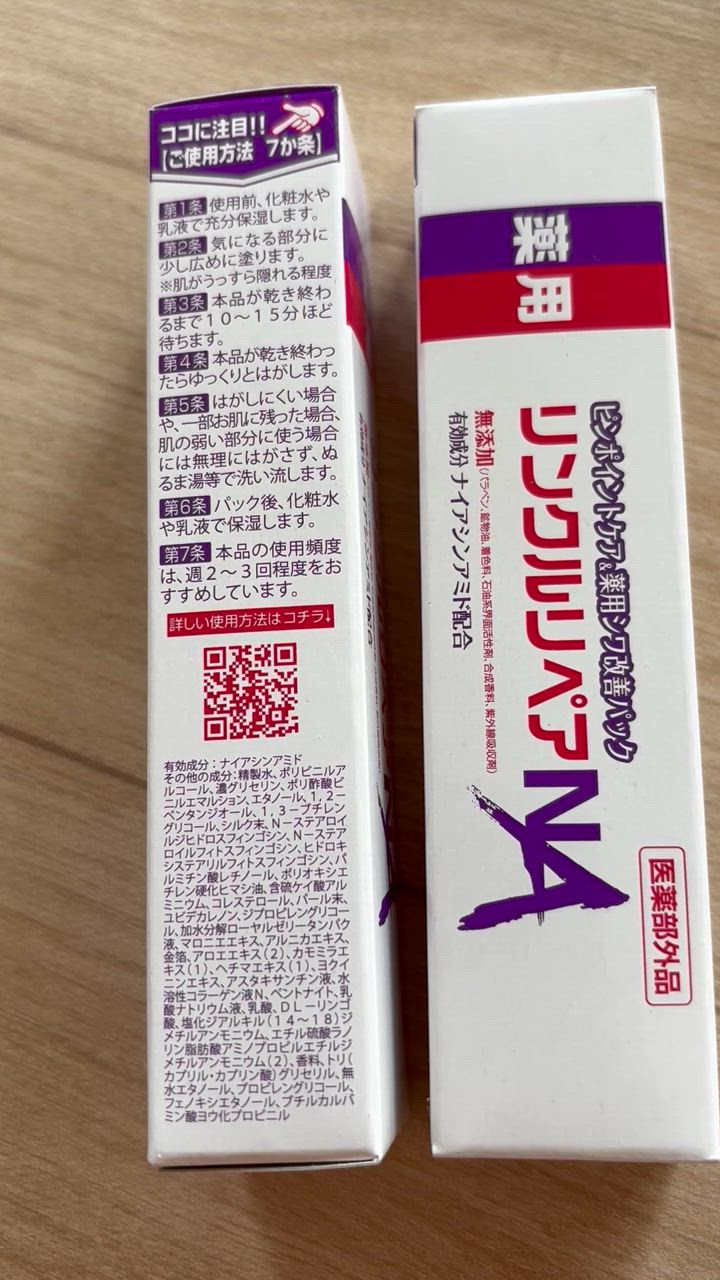 ココに注目!!
【ご使用方法 7か条】
第1条 使用前、化粧水や
乳液で充分保湿します。
第2条 気になる部分に
少し広めに塗ります。
※肌がうっすら隠れる程度
第3条 本品が乾き終わ
るまで10〜15分ほど
待ちます。
第4条 本品が乾き終わっ
たらゆっくりとはがします。
第5条 はがしにくい場合
や、一部お肌に残った場合、
肌の弱い部分に使う場合
には無理にはがさず、ぬ
るま湯等で洗い流します。
第6条 パック後、化粧水
や乳液で保湿します。
第7条 本品の使用頻度
は、週2〜3回程度をお
すすめしています。
詳しい使用方法はコチラ↓
有効成分：ナイアシンアミド
その他の成分：精製水、ポリビニルア
ルコール、濃グリセリン、ポリ酢酸ビ
ニルエマルション、エタノール、1,2-
ペンタンジオール、1,3-ブチレン
グリコール、シルク末、N-ステアロイ
ルジヒドロスフィンゴシン、N-ステア
ロイルフィトスフィンゴシン、ヒドロキ
システアリルフィトスフィンゴシン、パ
ルミチン酸レチノール、ポリオキシエ
チレン硬化ヒマシ油、含硫ケイ酸アル
ミニウム、コレステロール、パール末、
ユビデカレノン、ジプロピレングリコー
ル、加水分解ローヤルゼリータンパク
液、マロニエエキス、アルニカエキス、
金箔、アロエエキス(2)、カモミラエ
キス(1)、ヘチマエキス(1)、ヨクイ
ニンエキス、アスタキサンチン液、水
溶性コラーゲン液N、ベントナイト、乳
酸ナトリウム液、乳酸、DL-リンゴ
酸、塩化ジアルキル(14〜18)ジ
メチルアンモニウム、エチル硫酸ラノ
リン脂肪酸アミノプロピルエチルジ
メチルアンモニウム(2)、香料、トリ(
カプリル・カプリン酸)グリセリル、無
水エタノール、プロピレングリコール、
フェノキシエタノール、ブチルカルバ
ミン酸ヨウ化プロピニル
薬用
ピンポイントケア&薬用シワ改善パック
リンクルリペアNA
無添加(パラベン、鉱物油、着色料、石油系界面活性剤、合成香料、紫外線吸収剤)
有効成分 ナイアシンアミド配合
医薬部外品